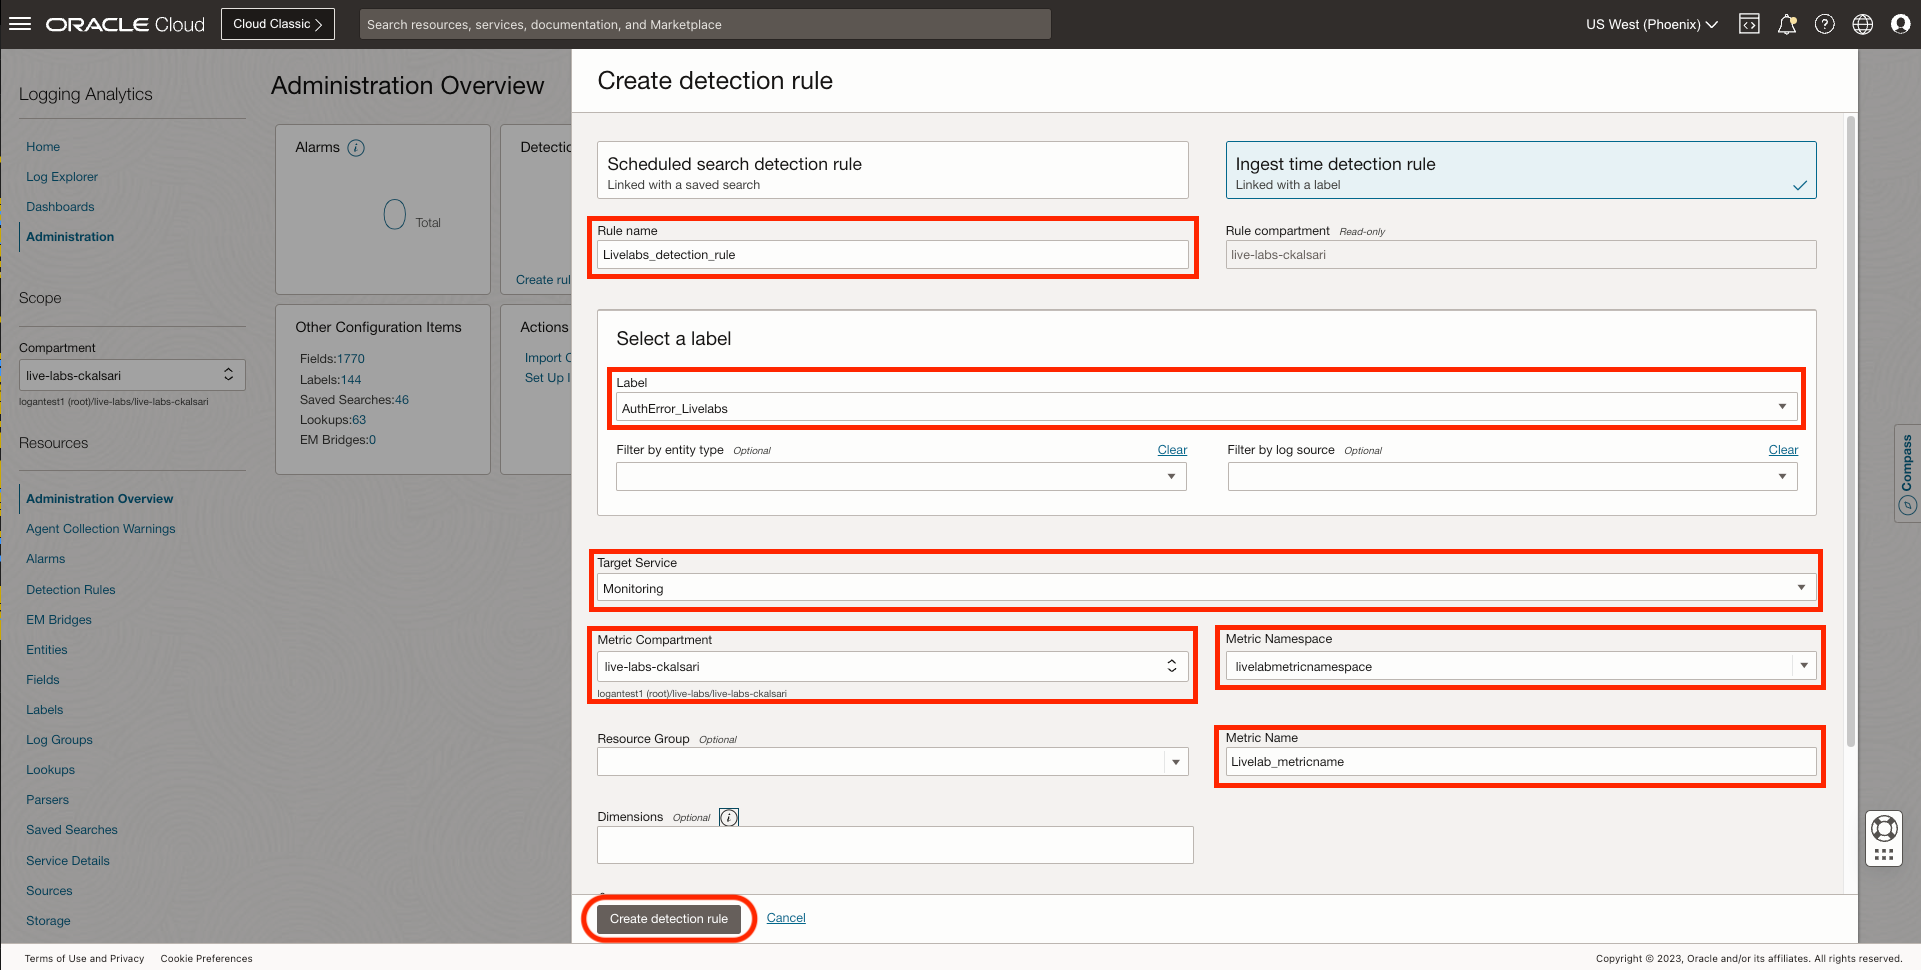 ORACLE Cloud
Cloud Classic
Search resources, services, documentation, and Marketplace
US West (Phoenix)
Logging Analytics
Home
Log Explorer
Dashboards
Administration
Scope
Compartment
live-labs-ckalsari
logantest1 (root)/live-labs/live-labs-ckalsari
Resources
Administration Overview
Agent Collection Warnings
Alarms
Detection Rules
EM Bridges
Entities
Fields
Labels
Log Groups
Lookups
Parsers
Saved Searches
Service Details
Sources
Storage
Administration Overview
Alarms
0 Total
Create rul
Other Configuration Items
Fields:1770
Labels:144
Saved Searches:46
Lookups:63
EM Bridges:0
Actions
Set Up
Create detection rule
Scheduled search detection rule
Linked with a saved search
Ingest time detection rule
Linked with a label
Rule name
Livelabs_detection_rule
Rule compartment Read-only
live-labs-ckalsari
Select a label
Label
AuthError_Livelabs
Filter by entity type Optional Clear
Filter by log source Optional Clear
Target Service
Monitoring
Metric Compartment
live-labs-ckalsari
logantest1 (root)/live-labs/live-labs-ckalsari
Metric Namespace
livelabmetricnamespace
Resource Group Optional
Metric Name
Livelab_metricname
Dimensions Optional
Create detection rule
Cancel
Compass
Terms of Use and Privacy
Cookie Preferences
Copyright © 2023, Oracle and/or its affiliates. All rights reserved.